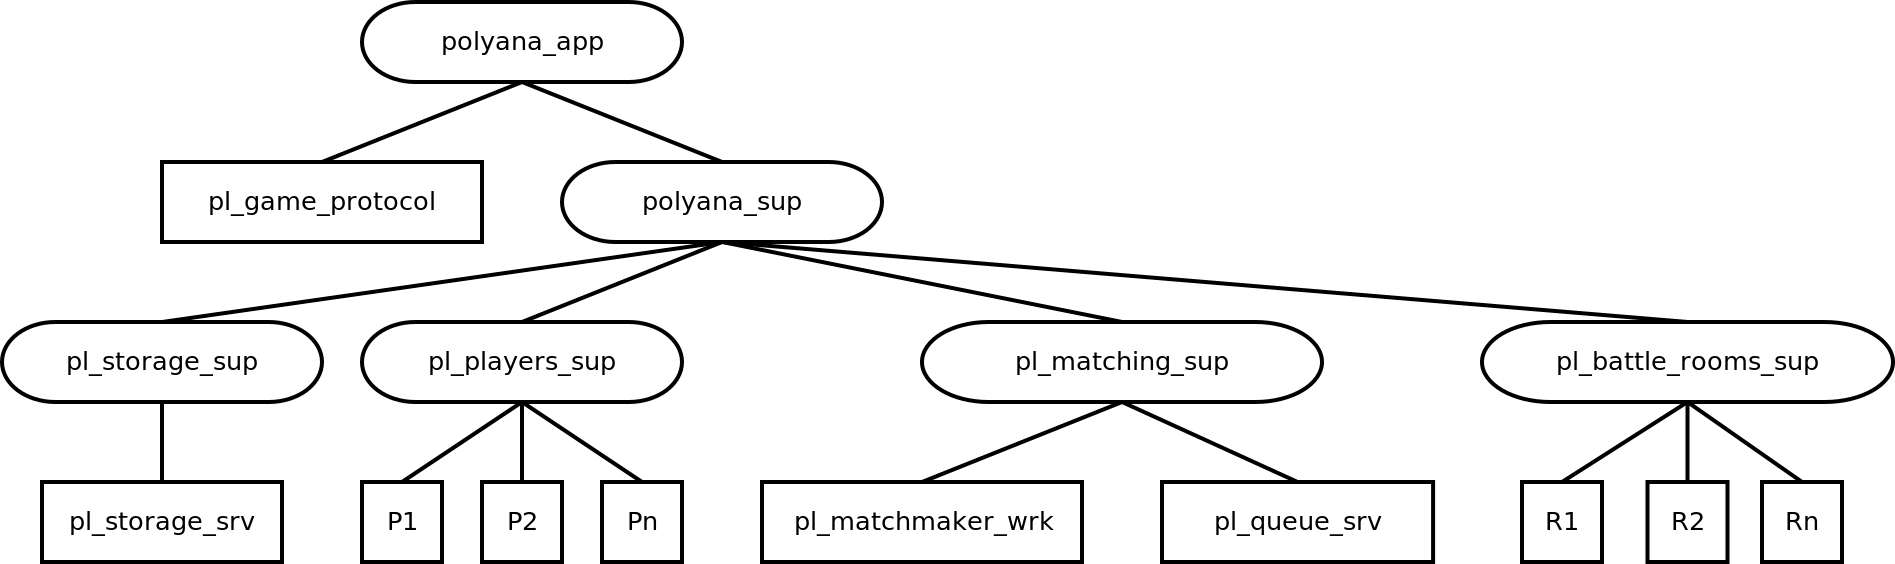 polyana_app
pl_game_protocol
polyana_sup
pl_storage_sup
pl_players_sup
pl_matching_sup
pl_battle_rooms_sup
pl_storage_srv
P1
P2
Pn
pl_matchmaker_wrk
pl_queue_srv
R1
R2
Rn